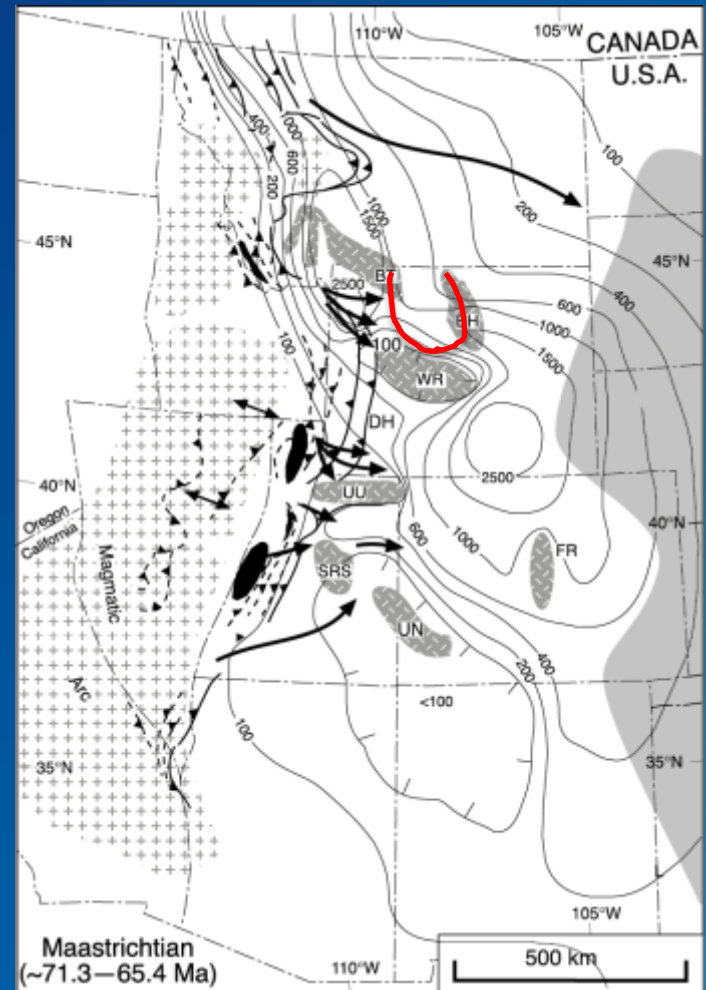 110°W
105°W
CANADA
U.S.A.
400
1000
600
200
100
200
45°N
45°N
1000
1500
BT
2500
BH
600
400
1000
1500
100
100
WR
DH
2500
40°N
UU
40°N
Oregon
California
600
1000
FR
Magmatic
SRS
UN
200
400
<100
Arc
100
35°N
35°N
105°W
Maastrichtian
(~71.3—65.4 Ma)
110°W
500 km